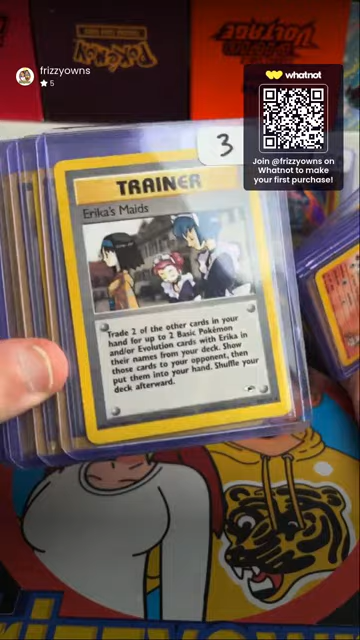 frizzyowns
★ 5
whatnot
Join @frizzyowns on
Whatnot to make
your first purchase!
POKÉMON
VOLTAGE
3
TRAINER
Erika's Maids
Trade 2 of the other cards in your
hand for up to 2 Basic Pokémon
and/or Evolution cards with Erika in
their names from your deck. Show
those cards to your opponent, then
put them into your hand. Shuffle your
deck afterward.